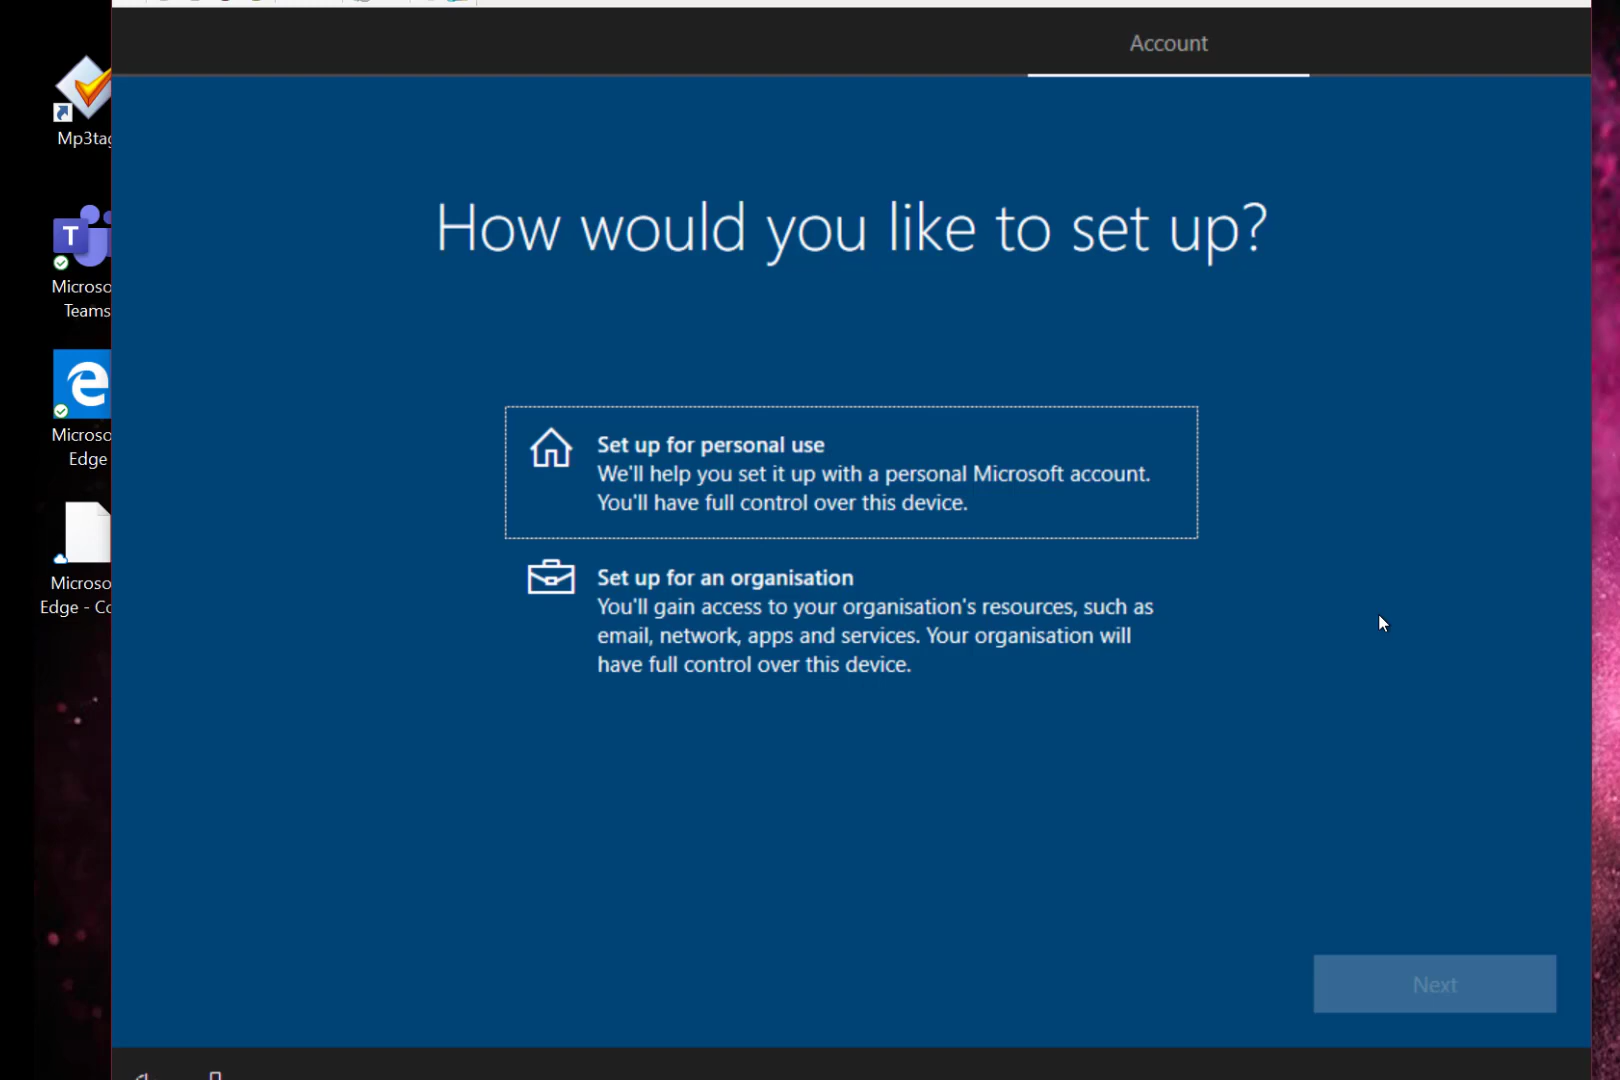 Account
Mp3tag
How would you like to set up?
Microso
Teams
Microso
Edge
Set up for personal use
We'll help you set it up with a personal Microsoft account.
You'll have full control over this device.
Microso
Edge - Co
Set up for an organisation
You'll gain access to your organisation's resources, such as
email, network, apps and services. Your organisation will
have full control over this device.
Next